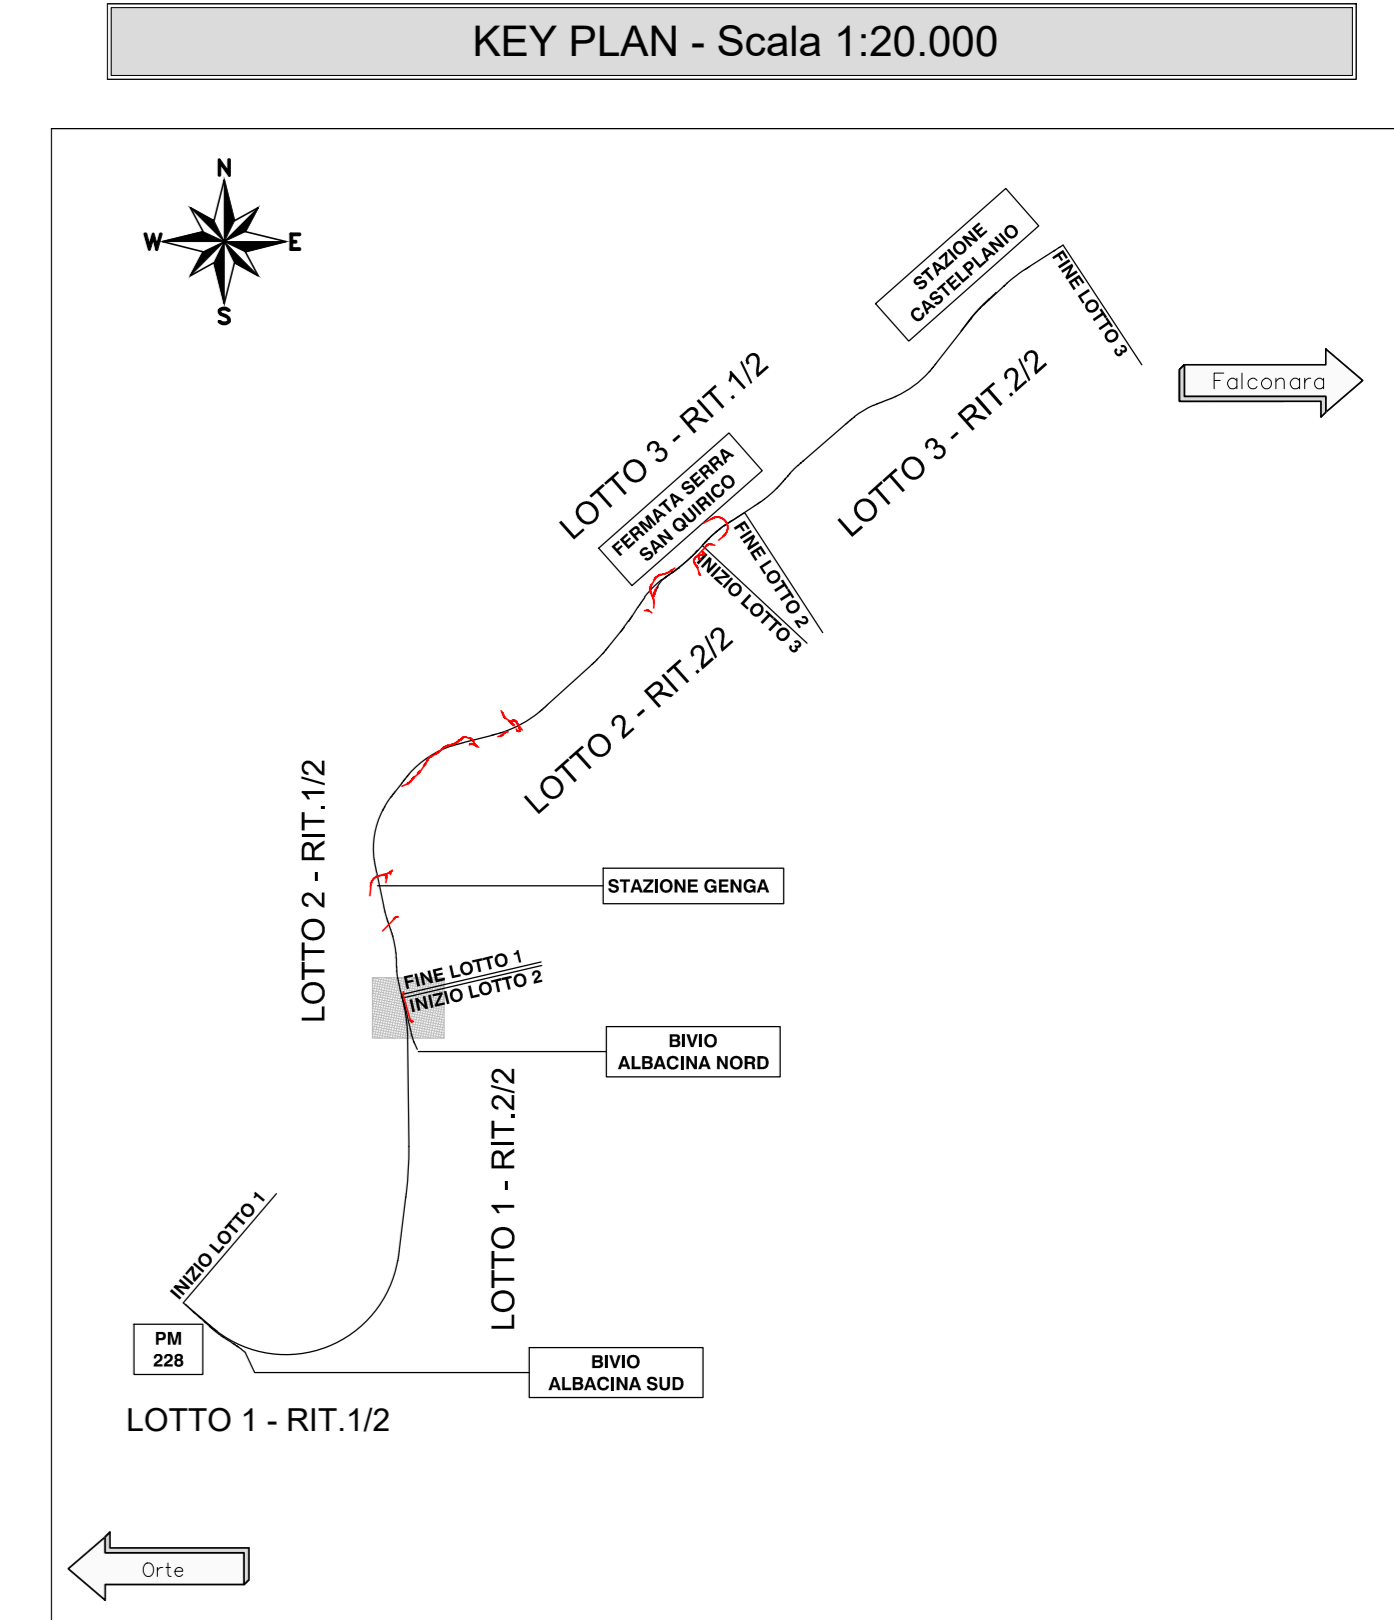 KEY PLAN - Scala 1:20.000
N
W
E
S
STAZIONE
CASTELPLANIO
FINE LOTTO 3
Falconara
LOTTO 3 - RIT.1/2
LOTTO 3 - RIT.2/2
FERMATA SERRA
SAN QUIRICO
FINE LOTTO 2
INIZIO LOTTO 3
LOTTO 2 - RIT.2/2
LOTTO 2 - RIT.1/2
STAZIONE GENGA
FINE LOTTO 1
INIZIO LOTTO 2
BIVIO
ALBACINA NORD
LOTTO 1 - RIT.2/2
INIZIO LOTTO 1
PM
228
BIVIO
ALBACINA SUD
LOTTO 1 - RIT.1/2
Orte